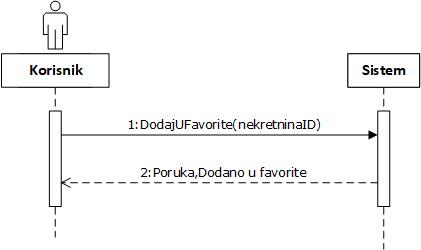 Korisnik
Sistem
1:DodajUFavorite(nekretninaID)
2:Poruka,Dodano u favorite